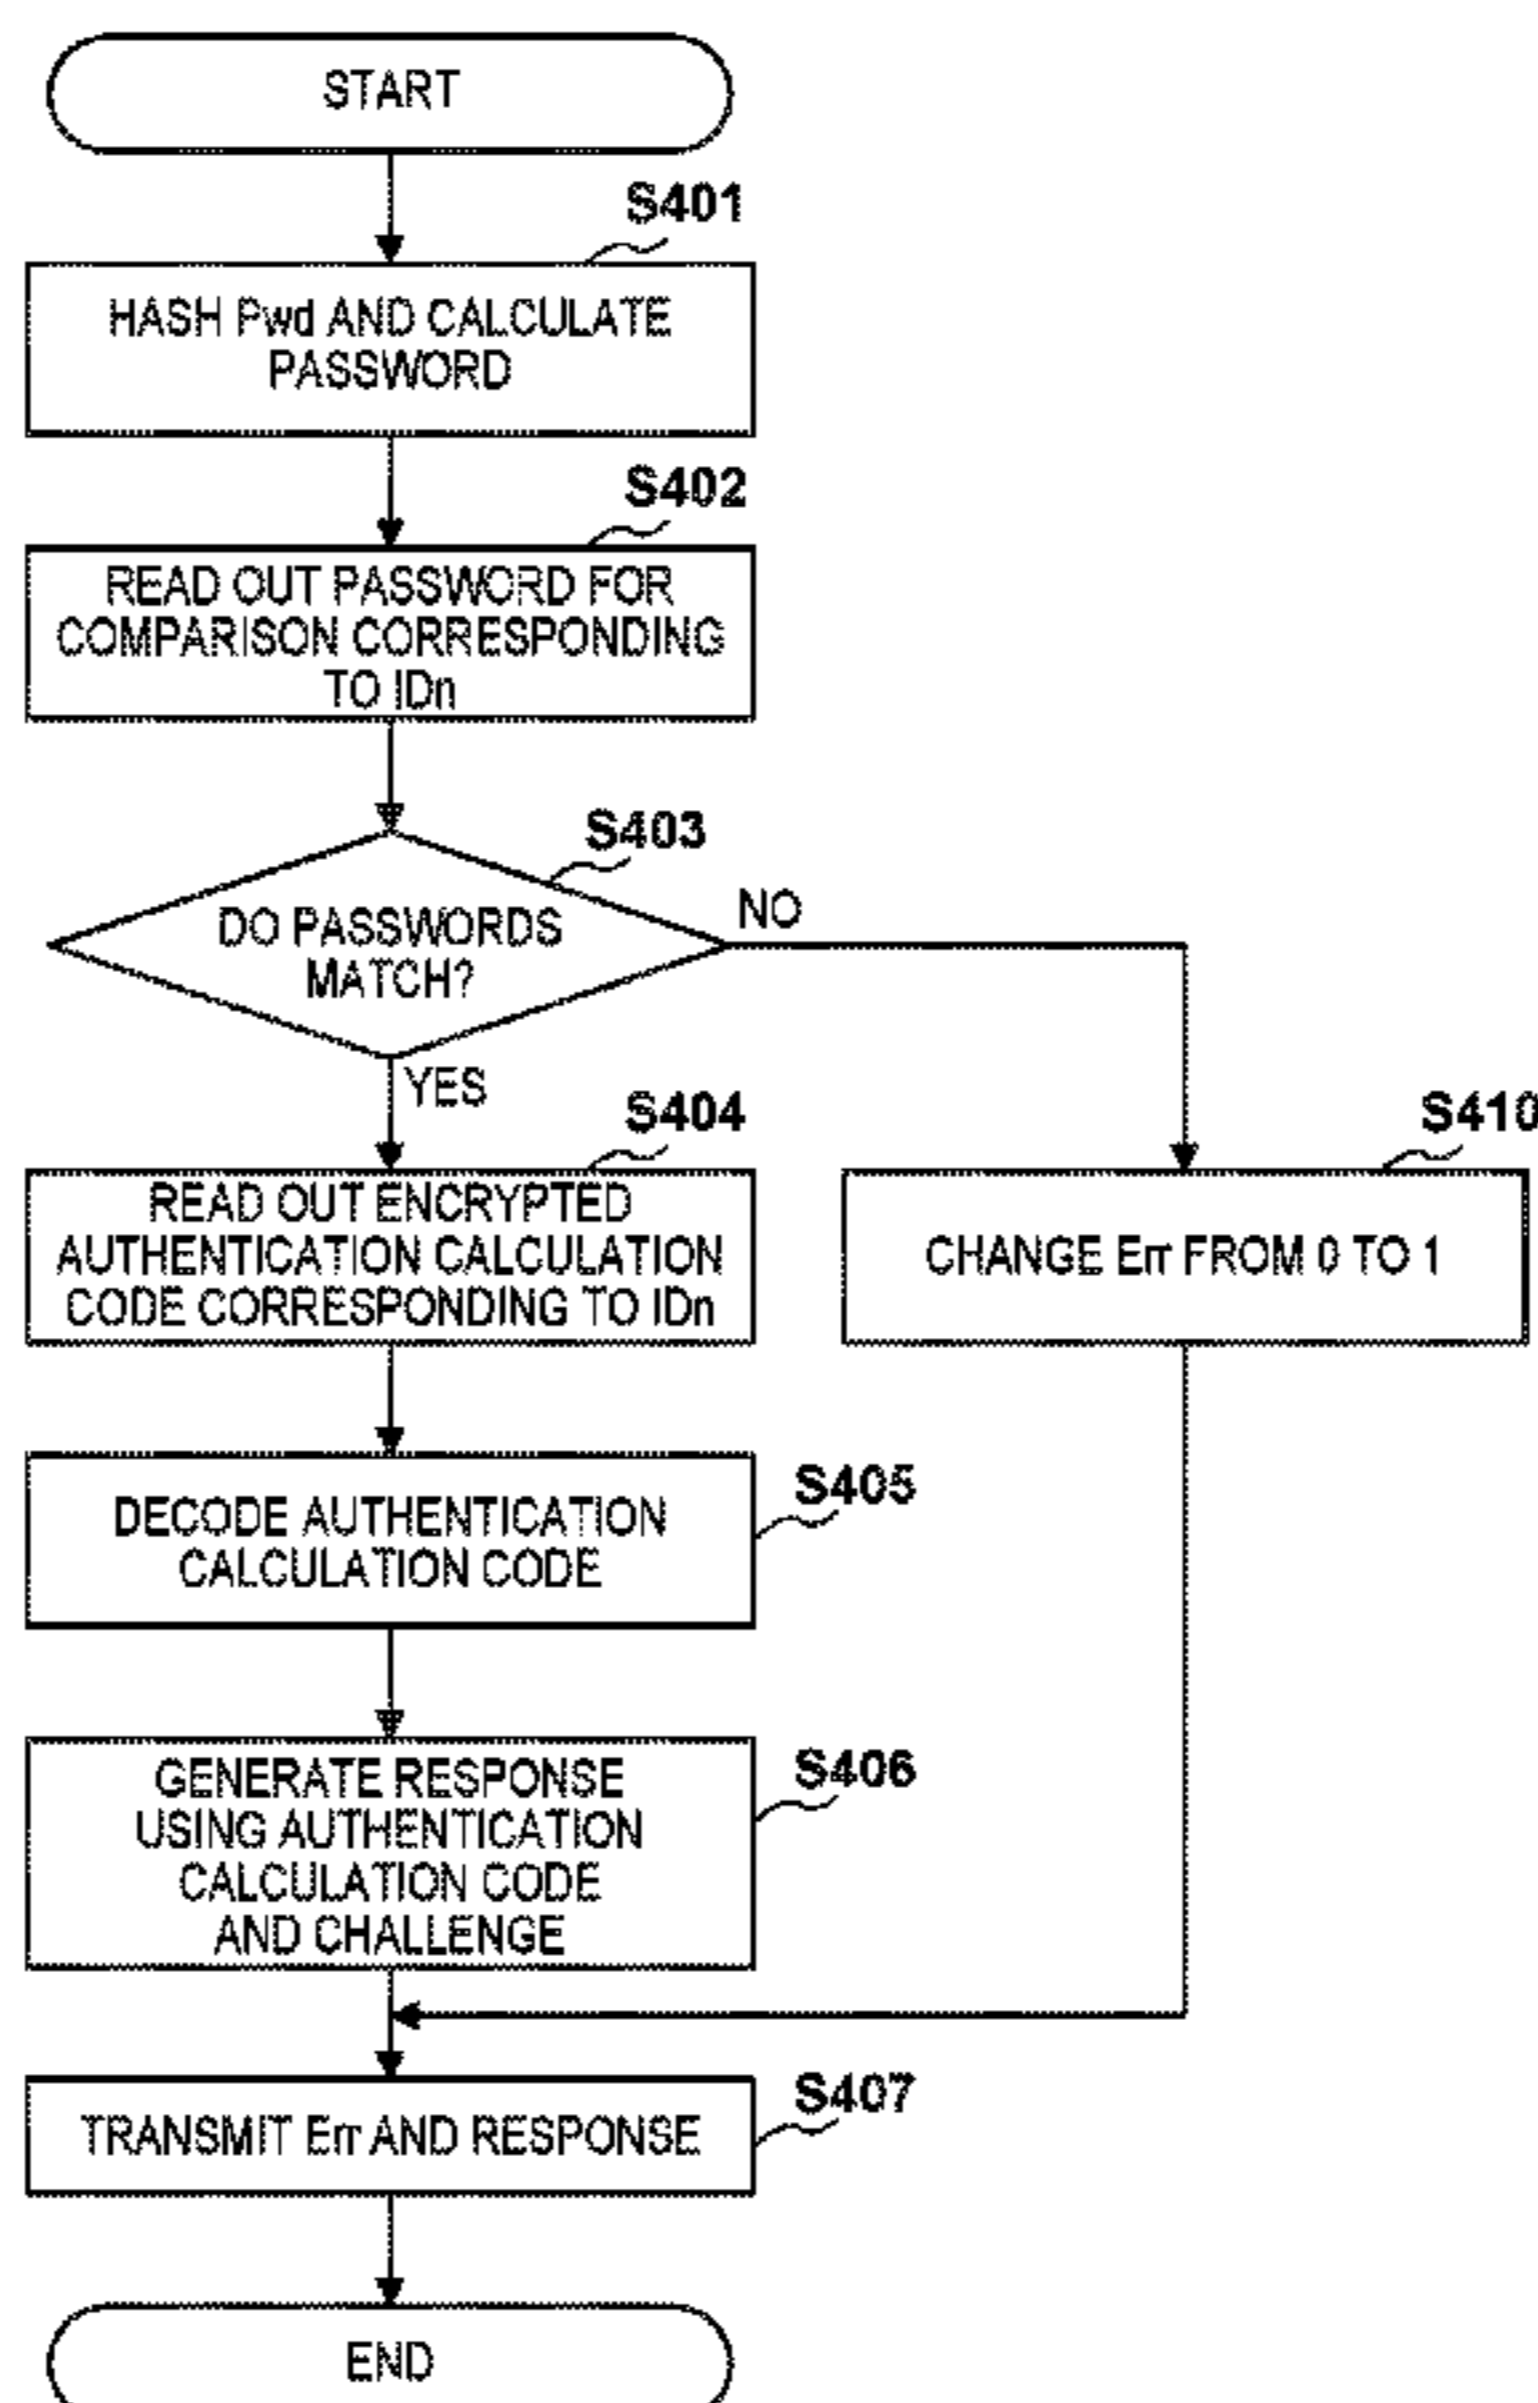 START
S401
HASH Pwd AND CALCULATE
PASSWORD
S402
READ OUT PASSWORD FOR
COMPARISON CORRESPONDING
TO IDn
S403
DO PASSWORDS
MATCH?
NO
YES
S404
READ OUT ENCRYPTED
AUTHENTICATION CALCULATION
CODE CORRESPONDING TO IDn
S410
CHANGE Err FROM 0 TO 1
S405
DECODE AUTHENTICATION
CALCULATION CODE
S406
GENERATE RESPONSE
USING AUTHENTICATION
CALCULATION CODE
AND CHALLENGE
S407
TRANSMIT Err AND RESPONSE
END